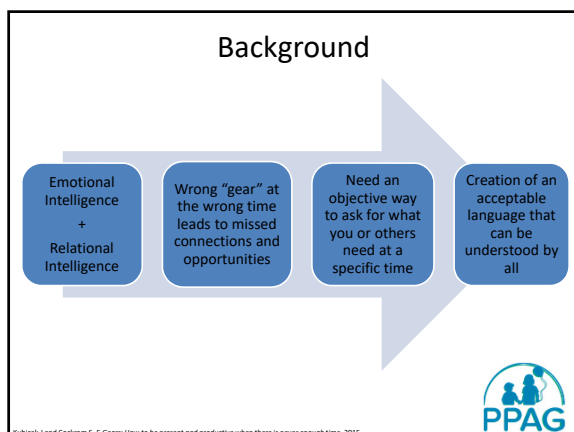 Background
Emotional
Intelligence
+
Relational
Intelligence
Wrong “gear” at
the wrong time
leads to missed
connections and
opportunities
Need an
objective way
to ask for what
you or others
need at a
specific time
Creation of an
acceptable
language that
can be
understood by
all
PPAG